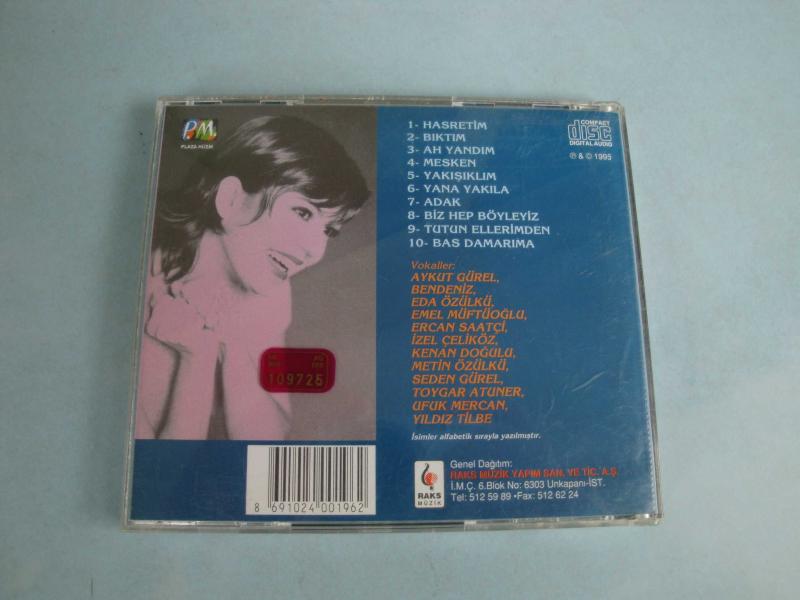 PM
PLAZA MÜZİK
1- HASRETİM
2- BIKTIM
3- AH YANDIM
4- MESKEN
5- YAKIŞIKLIM
6- YANA YAKILA
7- ADAK
8- BİZ HEP BÖYLEYİZ
9- TUTUN ELLERİMDEN
10- BAS DAMARIMA
COMPACT
disc
DIGITAL AUDIO
℗ & © 1995
Vokaller:
AYKUT GÜREL,
BENDENİZ,
EDA ÖZÜLKÜ,
EMEL MÜFTÜOĞLU,
ERCAN SAATÇİ,
İZEL ÇELİKÖZ,
KENAN DOĞULU,
METİN ÖZÜLKÜ,
SEDEN GÜREL,
TOYGAR ATUNER,
UFUK MERCAN,
YILDIZ TİLBE
İsimler alfabetik sırayla yazılmıştır.
109725
8 691024 001962
RAKS
MÜZİK
Genel Dağıtım:
RAKS MÜZİK YAPIM SAN. VE TİC. A.Ş.
İ.M.Ç. 6.Blok No: 6303 Unkapanı-İST.
Tel: 512 59 89 •Fax: 512 62 24